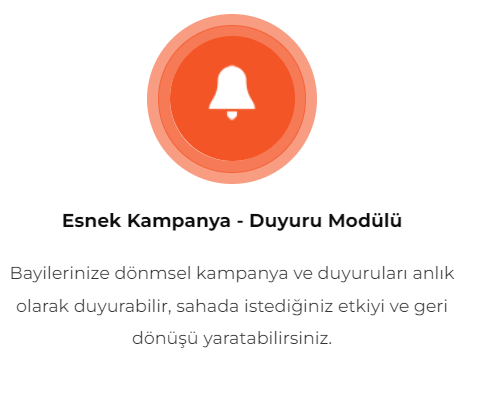 Esnek Kampanya - Duyuru Modülü
Bayilerinize dönmsel kampanya ve duyuruları anlık
olarak duyurabilir, sahada istediğiniz etkiyi ve geri
dönüşü yaratabilirsiniz.